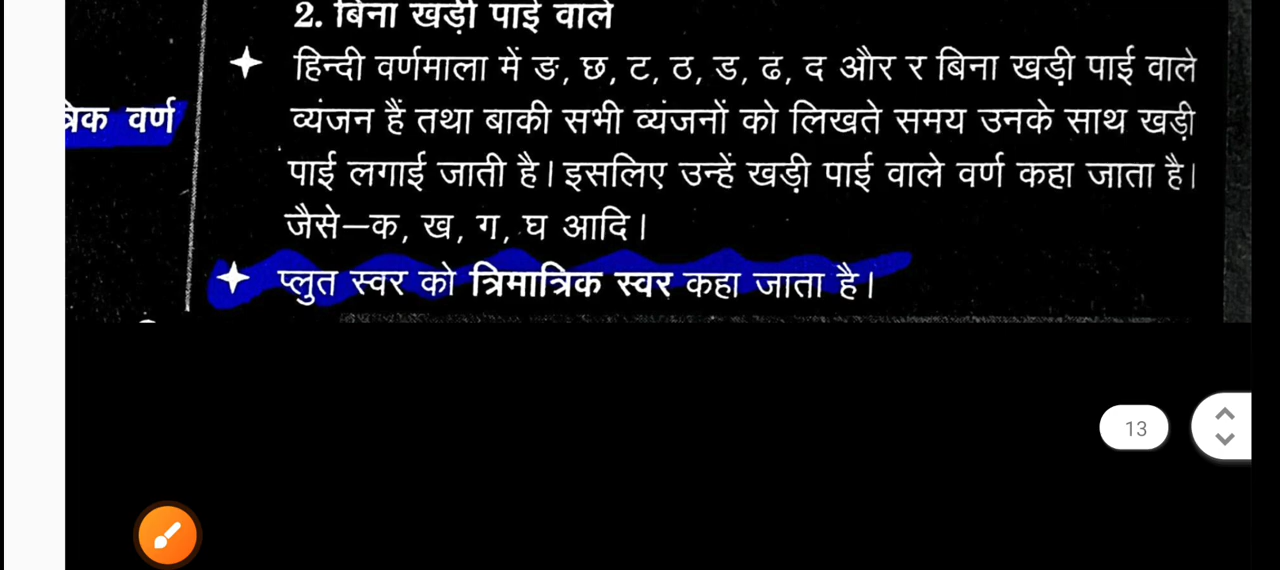 2. बिना खड़ी पाई वाले
हिन्दी वर्णमाला में ङ, छ, ट, ठ, ड, ढ, द और र बिना खड़ी पाई वाले
व्यंजन हैं तथा बाकी सभी व्यंजनों को लिखते समय उनके साथ खड़ी
पाई लगाई जाती है। इसलिए उन्हें खड़ी पाई वाले वर्ण कहा जाता है।
जैसे—क, ख, ग, घ आदि।
प्लुत स्वर को त्रिमात्रिक स्वर कहा जाता है।
वर्ण
13